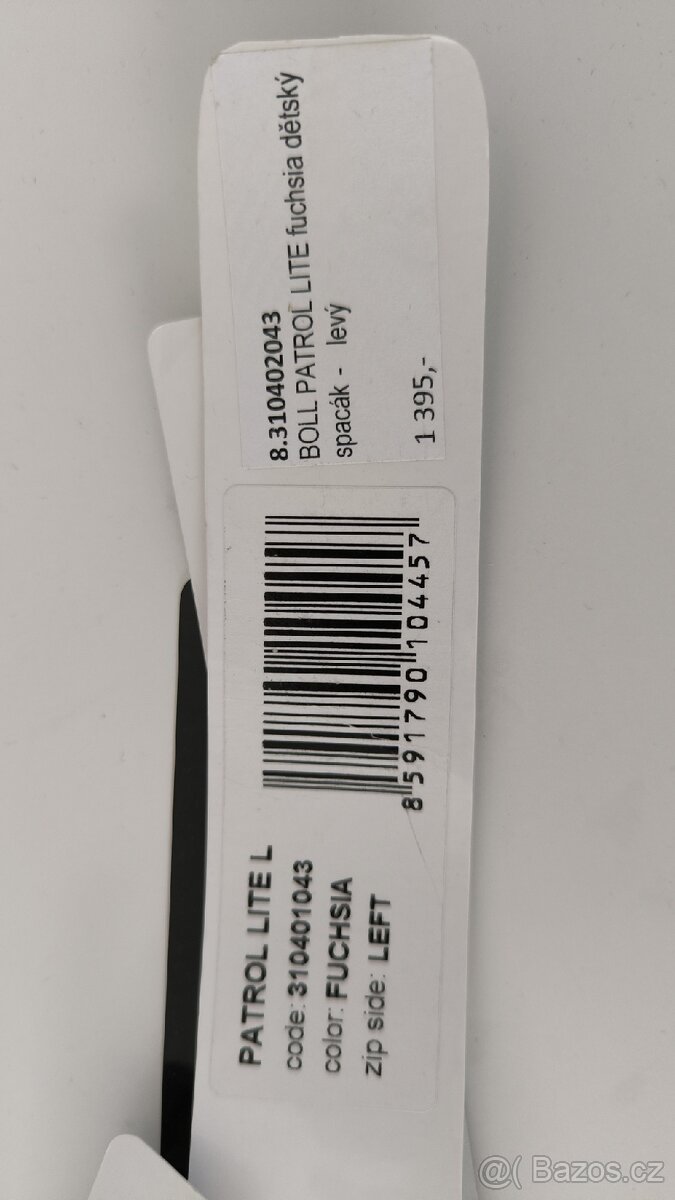 8.310402043
BOLL PATROL LITE fuchsia dětský
spacák - levý
1 395,-
8 591790 104457
PATROL LITE L
code: 310401043
color: FUCHSIA
zip side: LEFT
@( Bazos.cz